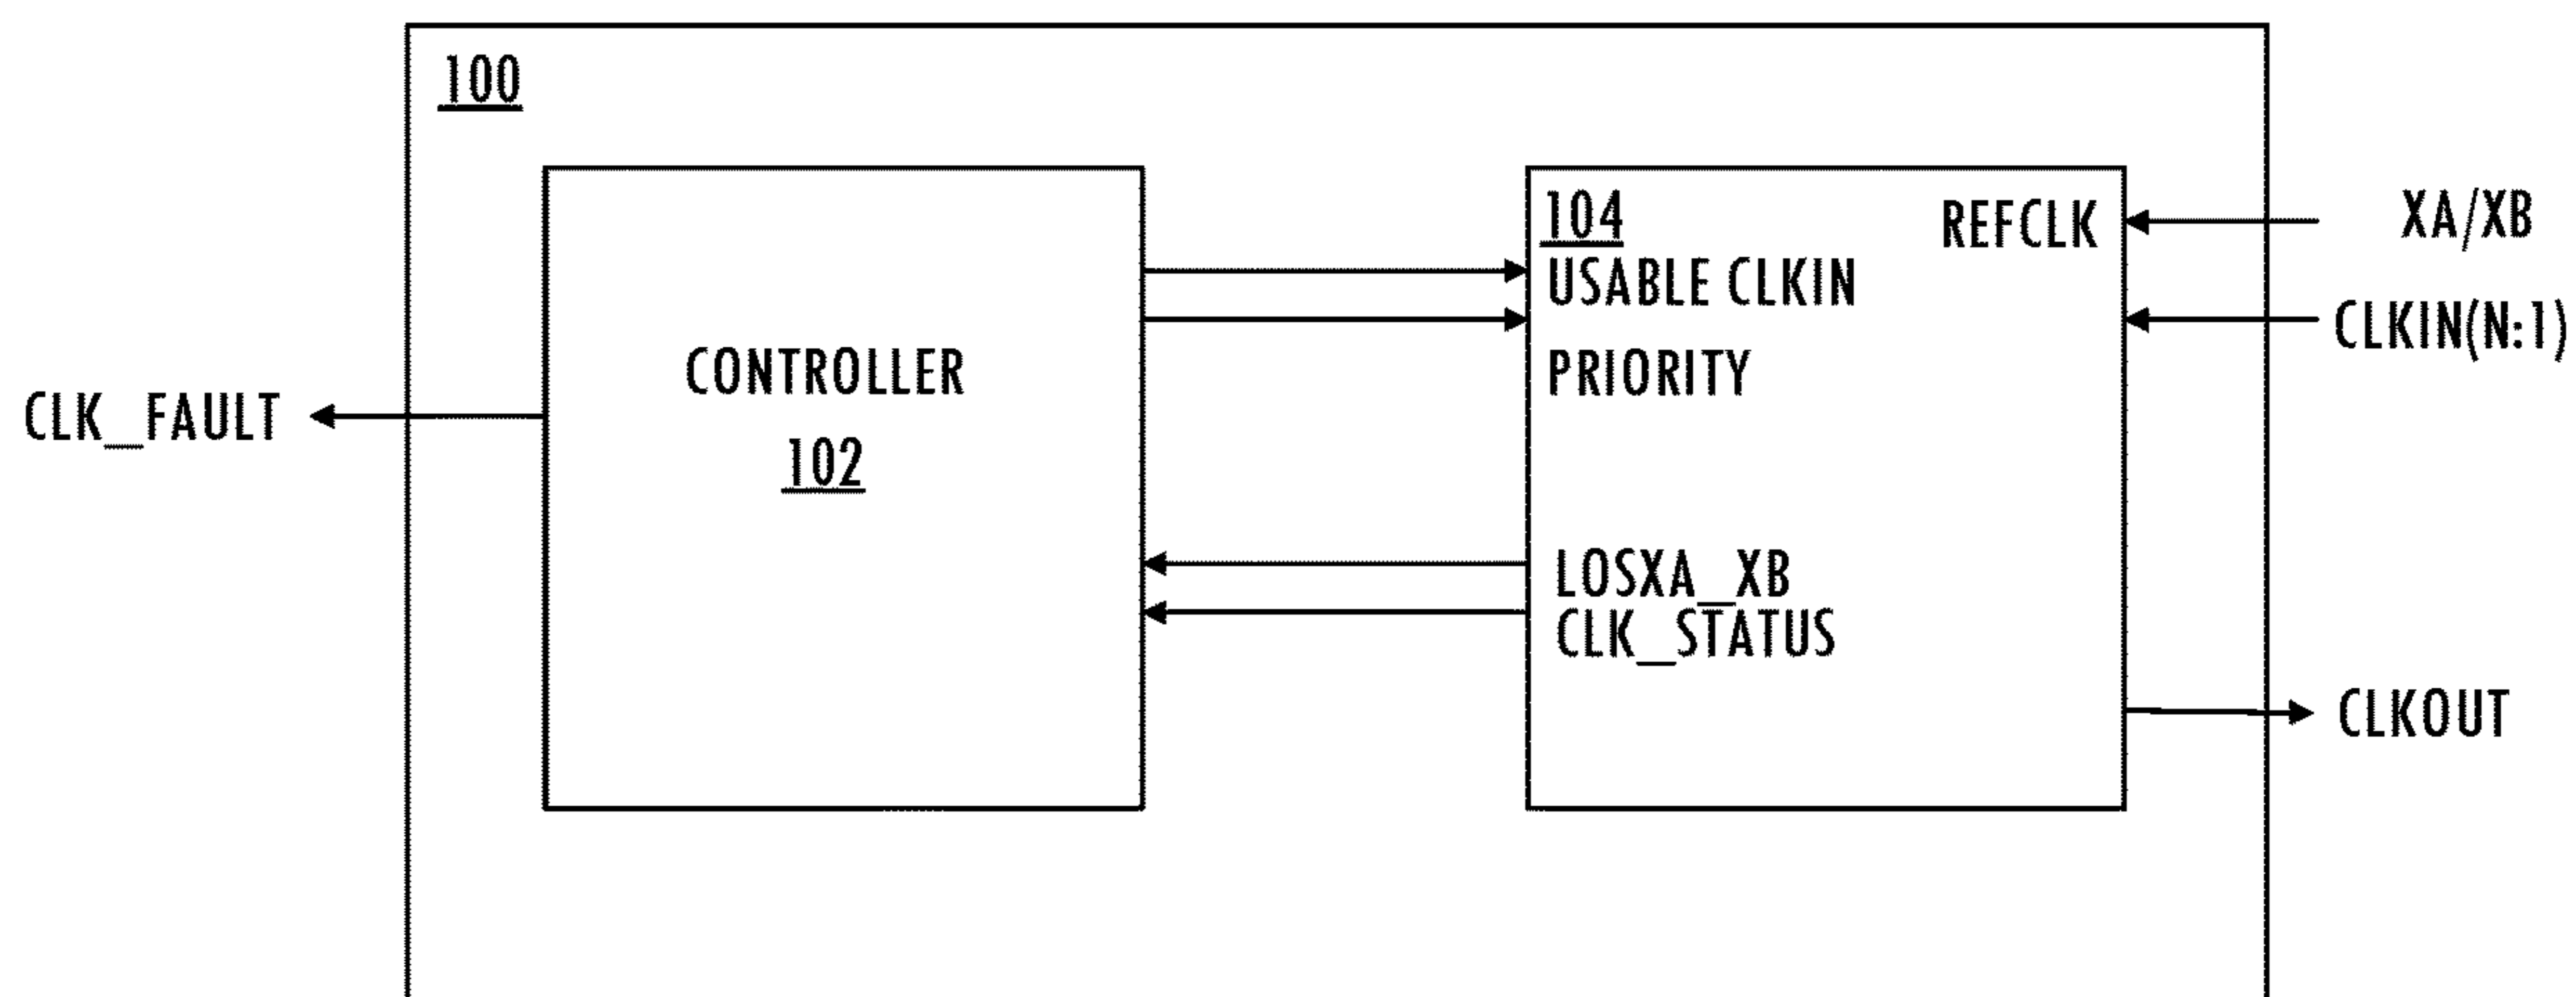 100
104
REFCLK
XA/XB
USABLE CLKIN
CLKIN(N:1)
CONTROLLER
PRIORITY
CLK_FAULT
102
LOSXA_XB
CLK_STATUS
CLKOUT